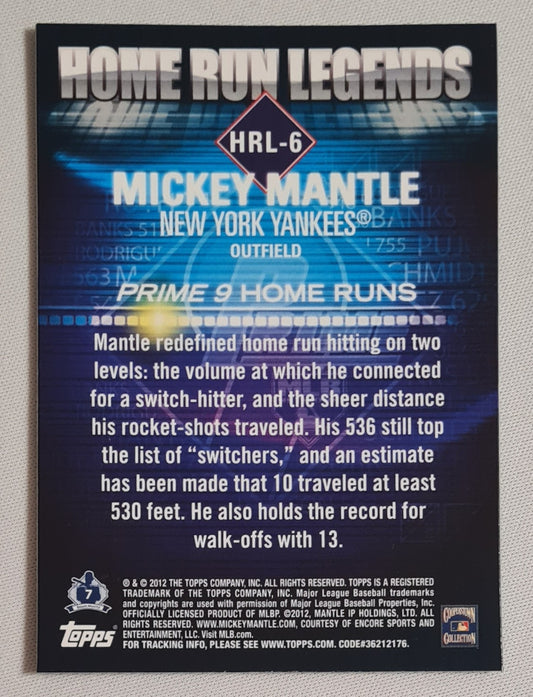 HOME RUN LEGENDS
HRL-6
MICKEY MANTLE
NEW YORK YANKEES®
OUTFIELD
PRIME 9 HOME RUNS
Mantle redefined home run hitting on two
levels: the volume at which he connected
for a switch-hitter, and the sheer distance
his rocket-shots traveled. His 536 still top
the list of “switchers,” and an estimate
has been made that 10 traveled at least
530 feet. He also holds the record for
walk-offs with 13.
7
® & © 2012 THE TOPPS COMPANY, INC. ALL RIGHTS RESERVED. TOPPS IS A REGISTERED
TRADEMARK OF THE TOPPS COMPANY, INC. Major League Baseball trademarks
and copyrights are used with permission of Major League Baseball Properties, Inc.
OFFICIALLY LICENSED PRODUCT OF MLBP. ©2012, MANTLE IP HOLDINGS, LTD. ALL
RIGHTS RESERVED. WWW.MICKEYMANTLE.COM, COURTESY OF ENCORE SPORTS AND
ENTERTAINMENT, LLC. Visit MLB.com.
FOR TRACKING INFO, PLEASE SEE WWW.TOPPS.COM. CODE#36212176.
Topps
COOPERSTOWN
COLLECTION